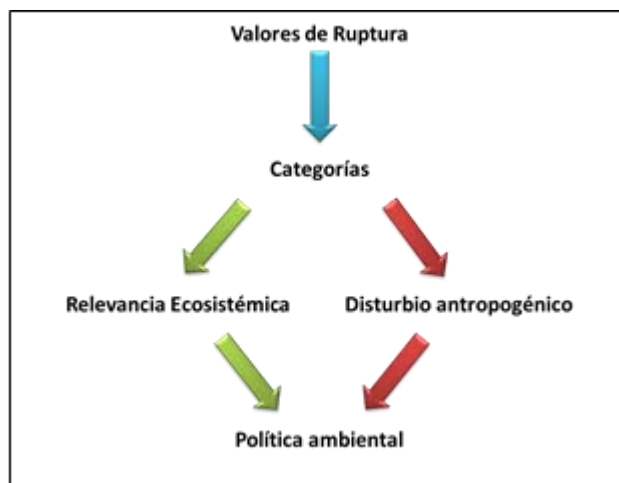 Valores de Ruptura
Categorías
Relevancia Ecosistémica
Disturbio antropogénico
Política ambiental